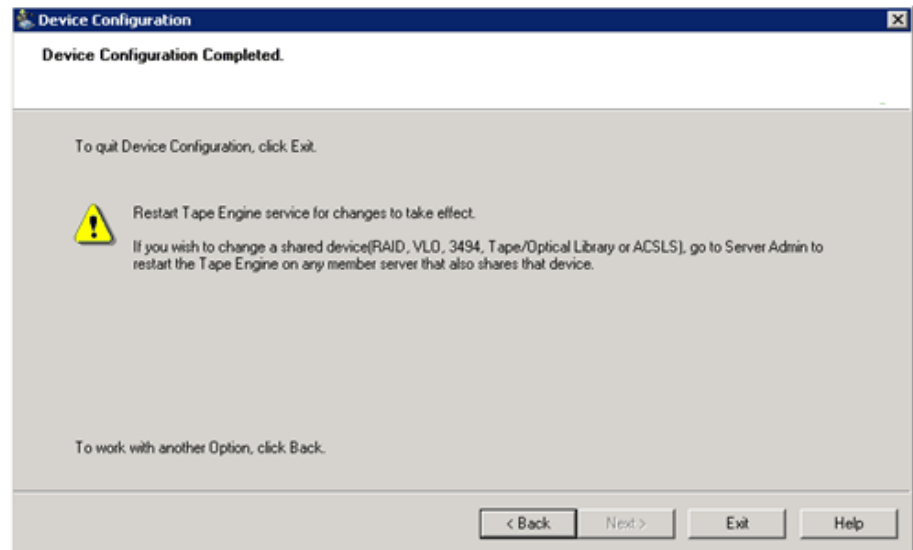 Device Configuration
Device Configuration Completed.
To quit Device Configuration, click Exit.
Restart Tape Engine service for changes to take effect.
If you wish to change a shared device(RAID, VLO, 3494, Tape/Optical Library or ACSLS), go to Server Admin to
restart the Tape Engine on any member server that also shares that device.
To work with another Option, click Back.
< Back
Next >
Exit
Help